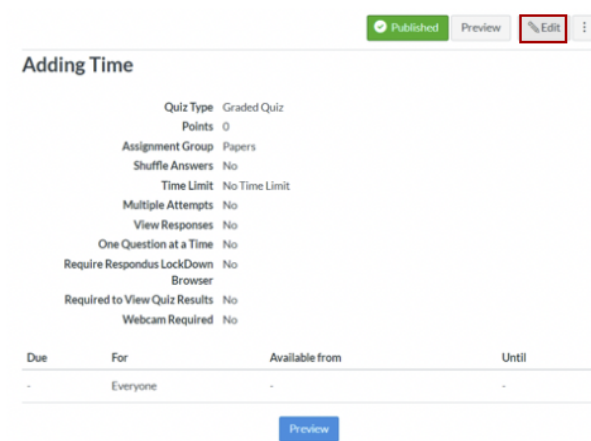 Published Preview Edit
Adding Time
Quiz Type Graded Quiz
Points 0
Assignment Group Papers
Shuffle Answers No
Time Limit No Time Limit
Multiple Attempts No
View Responses No
One Question at a Time No
Require Respondus LockDown No
Browser
Required to View Quiz Results No
Webcam Required No
Due For Available from Until
- Everyone - -
Preview